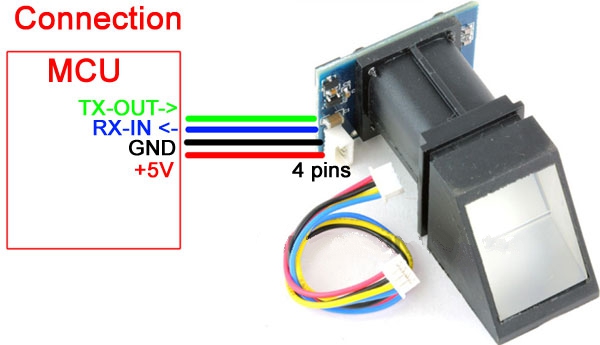 Connection
MCU
TX-OUT->
RX-IN <-
GND
+5V
4 pins